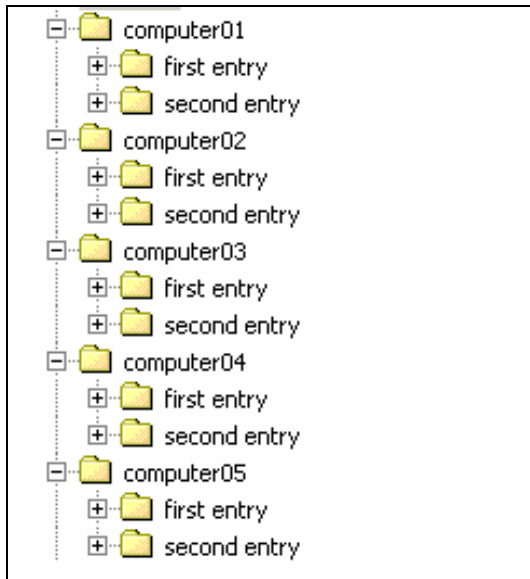 computer01
first entry
second entry
computer02
first entry
second entry
computer03
first entry
second entry
computer04
first entry
second entry
computer05
first entry
second entry